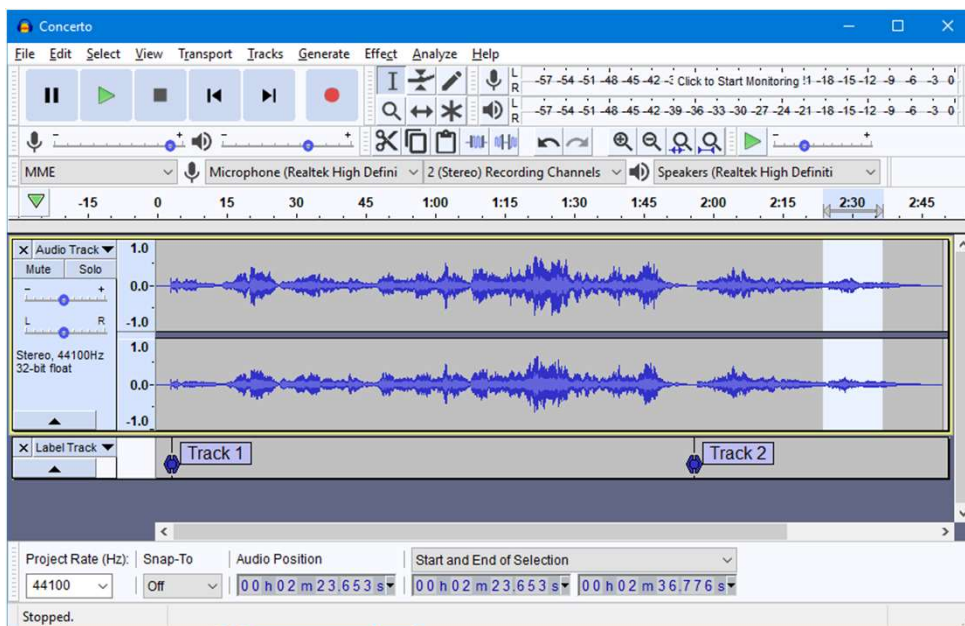 Concerto
File Edit Select View Transport Tracks Generate Effect Analyze Help
L
R
-57 -54 -51 -48 -45 -42 -3 Click to Start Monitoring !1 -18 -15 -12 -9 -6 -3 0
L
R
-57 -54 -51 -48 -45 -42 -39 -36 -33 -30 -27 -24 -21 -18 -15 -12 -9 -6 -3 0
MME Microphone (Realtek High Defini 2 (Stereo) Recording Channels Speakers (Realtek High Definiti
-15 0 15 30 45 1:00 1:15 1:30 1:45 2:00 2:15 2:30 2:45
X Audio Track 1.0
Mute Solo
- + 0.0
L R -1.0
Stereo, 44100Hz 1.0
32-bit float
0.0
-1.0
X Label Track Track 1 Track 2
Project Rate (Hz): Snap-To Audio Position Start and End of Selection
44100 Off 00 h 02 m 23.653 s 00 h 02 m 23.653 s 00 h 02 m 36.776 s
Stopped.